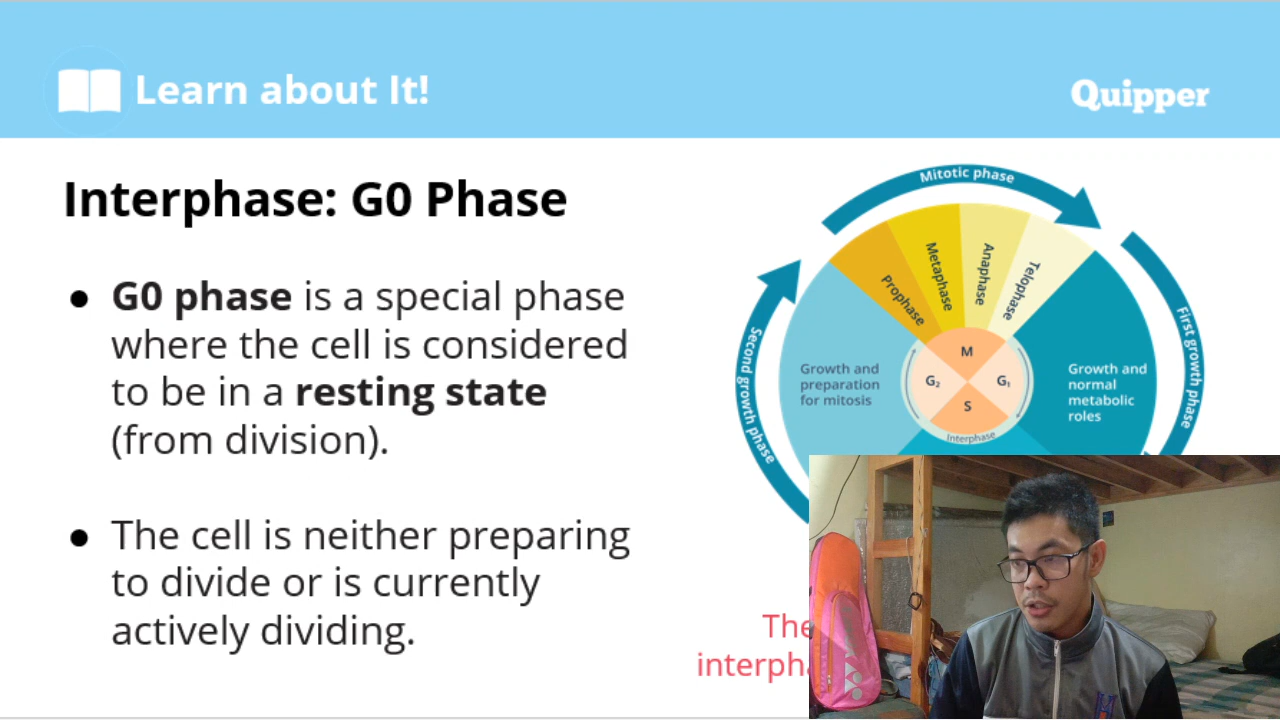 Learn about It!
Quipper
Interphase: G0 Phase
● G0 phase is a special phase
where the cell is considered
to be in a resting state
(from division).
● The cell is neither preparing
to divide or is currently
actively dividing.
Mitotic phase
Prophase
Metaphase
Anaphase
Telophase
Second growth phase
First growth phase
Growth and
preparation
for mitosis
M
G₂
G₁
S
Interphase
Growth and
normal
metabolic
roles
The